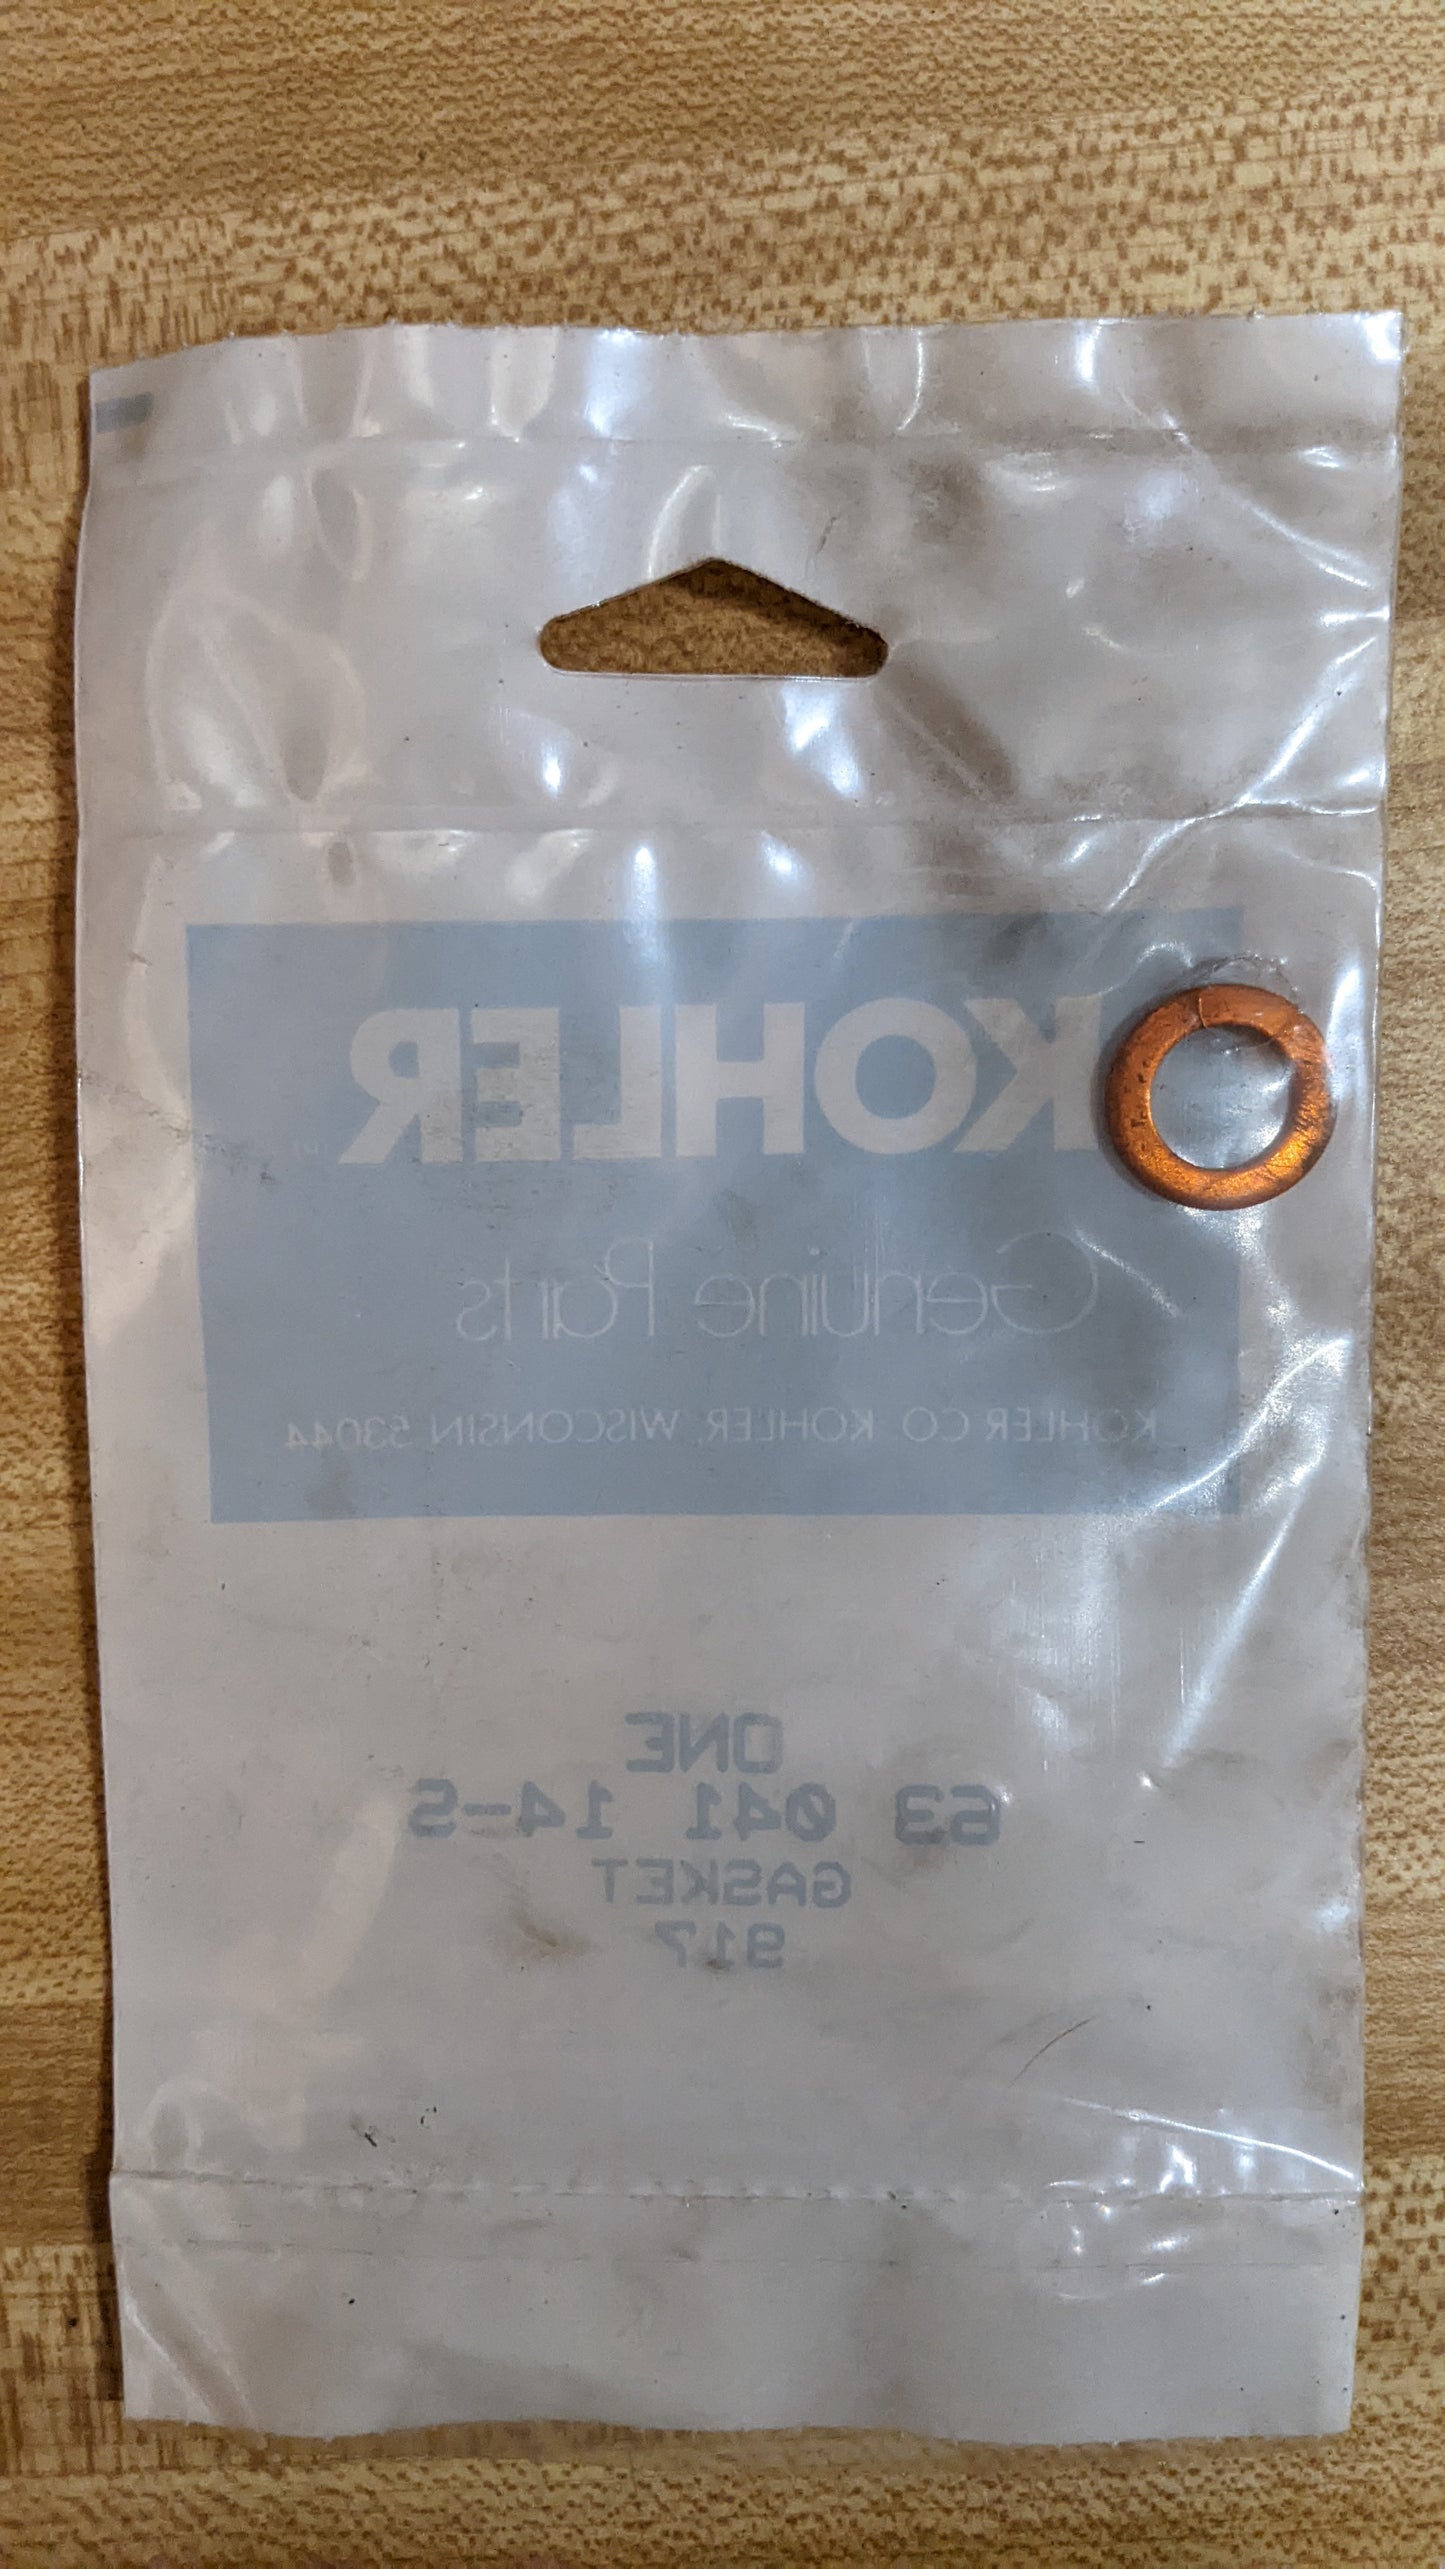 KOHLER
Genuine Parts
KOHLER CO KOHLER, WISCONSIN 53044
ONE
63 041 14-S
GASKET
917